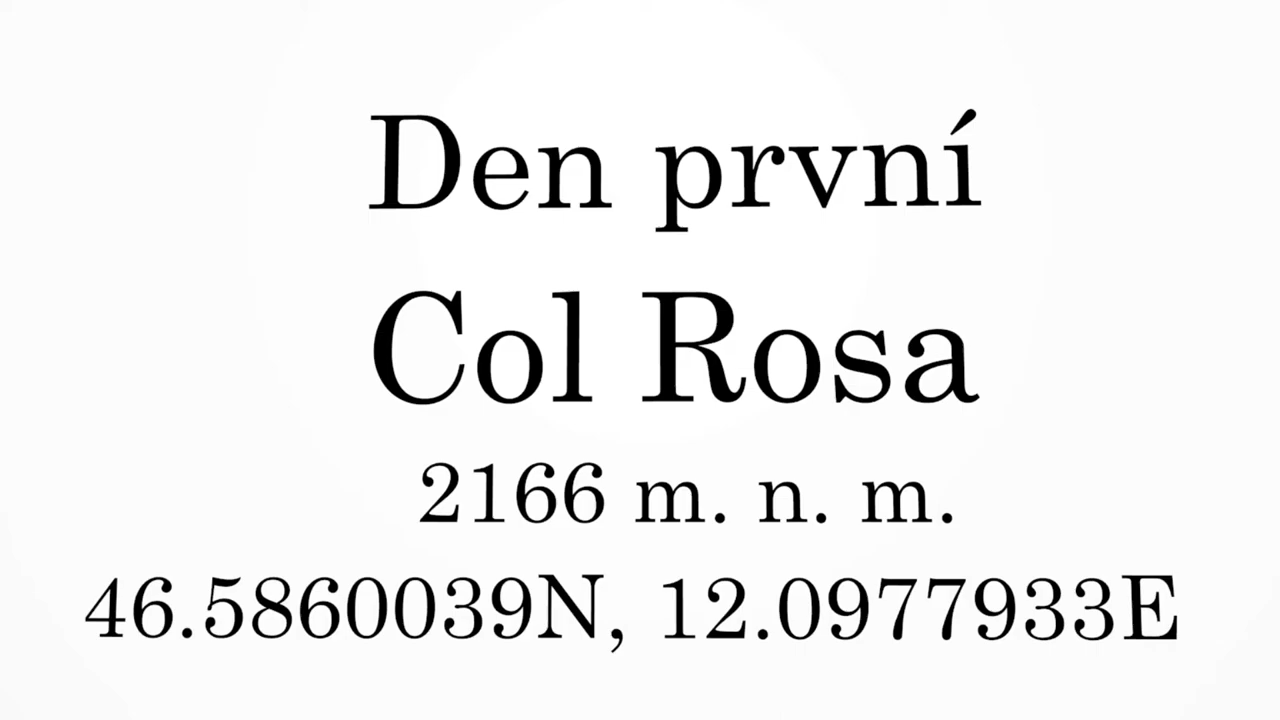 Den první
Col Rosa
2166 m. n. m.
46.5860039N, 12.0977933E